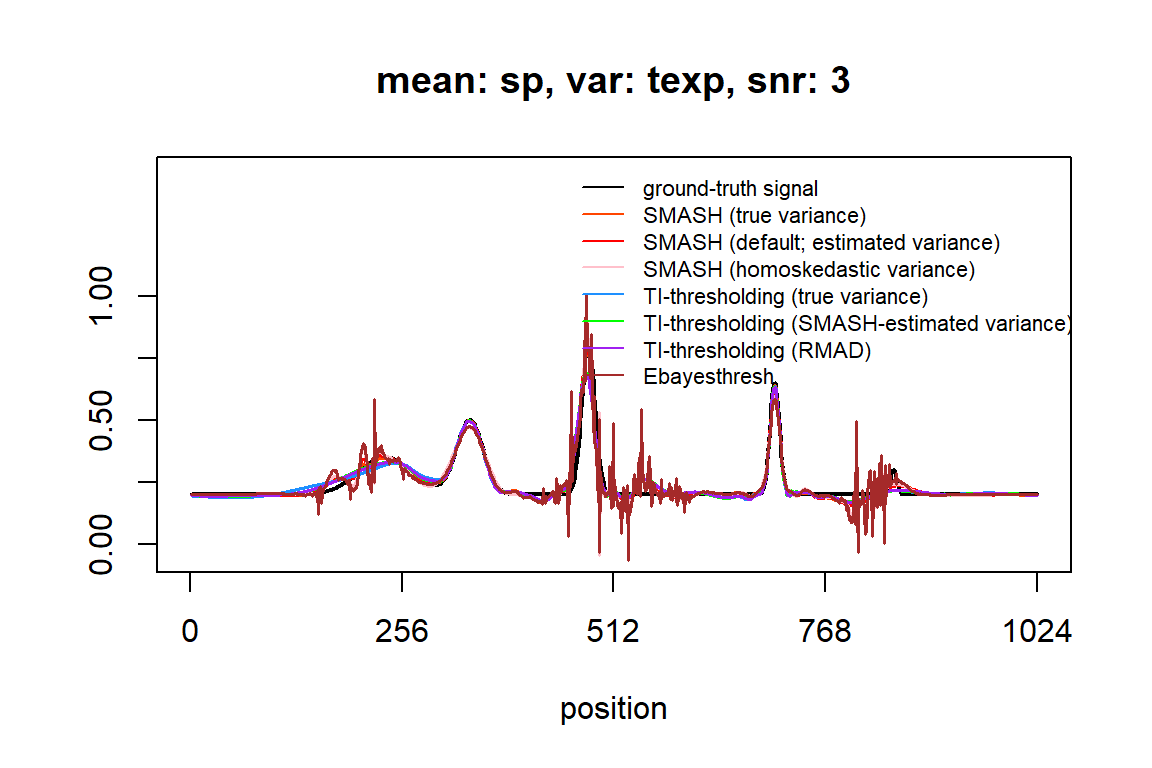 mean: sp, var: texp, snr: 3
ground-truth signal
SMASH (true variance)
SMASH (default; estimated variance)
SMASH (homoskedastic variance)
TI-thresholding (true variance)
TI-thresholding (SMASH-estimated variance)
TI-thresholding (RMAD)
Ebayesthresh
1.00
0.50
0.00
0 256 512 768 1024
position